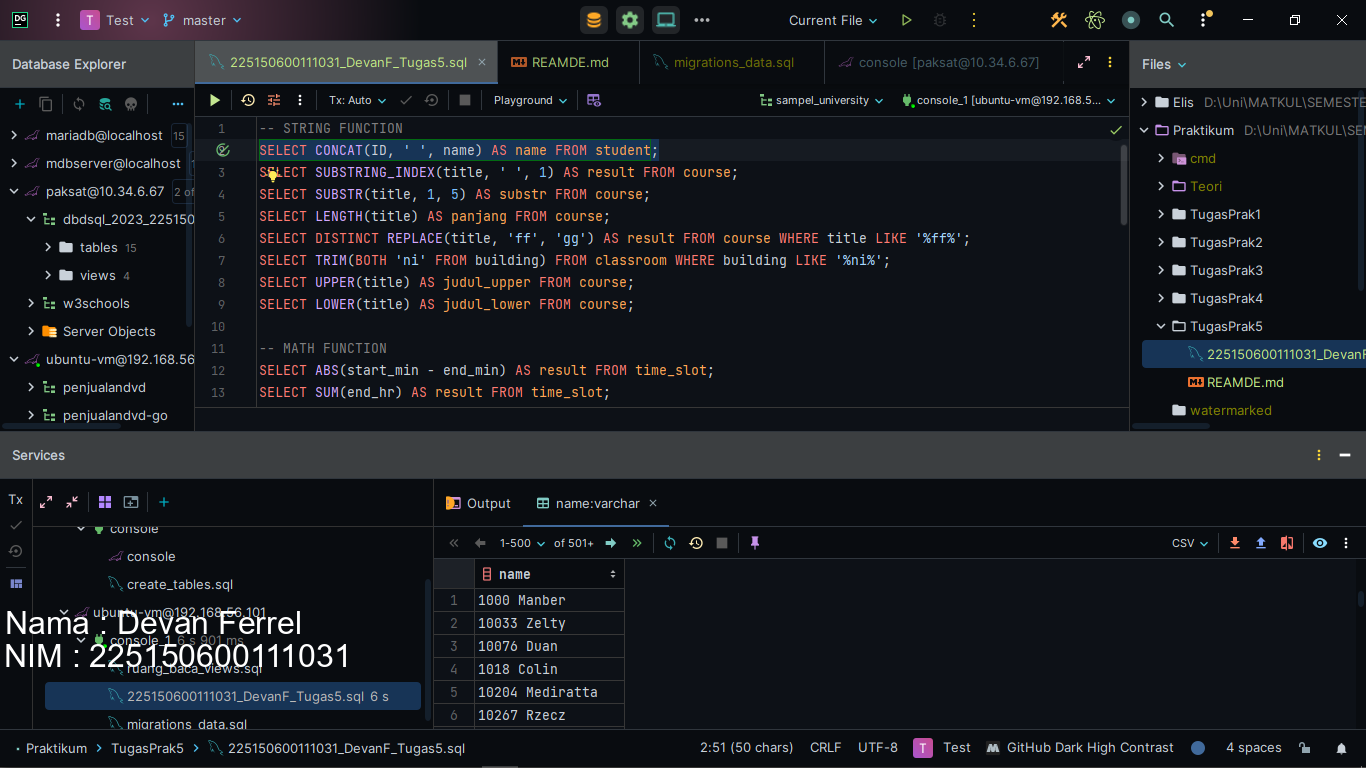 DG T Test master Current File
Database Explorer
225150600111031_DevanF_Tugas5.sql
REAMDE.md
migrations_data.sql
console [paksat@10.34.6.67]
Files
Tx: Auto Playground sampel_university console_1 [ubuntu-vm@192.168.5...
mariadb@localhost 15
mdbserver@localhost
paksat@10.34.6.67 2 of
dbdsql_2023_225150
tables 15
views 4
w3schools
Server Objects
ubuntu-vm@192.168.56
penjualandvd
penjualandvd-go
1 -- STRING FUNCTION
SELECT CONCAT(ID, ' ', name) AS name FROM student;
3 SELECT SUBSTRING_INDEX(title, ' ', 1) AS result FROM course;
4 SELECT SUBSTR(title, 1, 5) AS substr FROM course;
5 SELECT LENGTH(title) AS panjang FROM course;
6 SELECT DISTINCT REPLACE(title, 'ff', 'gg') AS result FROM course WHERE title LIKE '%ff%';
7 SELECT TRIM(BOTH 'ni' FROM building) FROM classroom WHERE building LIKE '%ni%';
8 SELECT UPPER(title) AS judul_upper FROM course;
9 SELECT LOWER(title) AS judul_lower FROM course;
10
11 -- MATH FUNCTION
12 SELECT ABS(start_min - end_min) AS result FROM time_slot;
13 SELECT SUM(end_hr) AS result FROM time_slot;
Elis D:\Uni\MATKUL\SEMESTE
Praktikum D:\Uni\MATKUL\SEM
cmd
Teori
TugasPrak1
TugasPrak2
TugasPrak3
TugasPrak4
TugasPrak5
225150600111031_DevanF
REAMDE.md
watermarked
Services
Tx
console
console
create_tables.sql
ubuntu-vm@192.168.56.101
console_1 6 s 901 ms
ruang_baca_views.sql
225150600111031_DevanF_Tugas5.sql 6 s
migrations_data.sql
Nama : Devan Ferrel
NIM : 225150600111031
Output name:varchar
1-500 of 501+ CSV
name
1 1000 Manber
2 10033 Zelty
3 10076 Duan
4 1018 Colin
5 10204 Mediratta
6 10267 Rzecz
Praktikum TugasPrak5 225150600111031_DevanF_Tugas5.sql
2:51 (50 chars) CRLF UTF-8 T Test GitHub Dark High Contrast 4 spaces